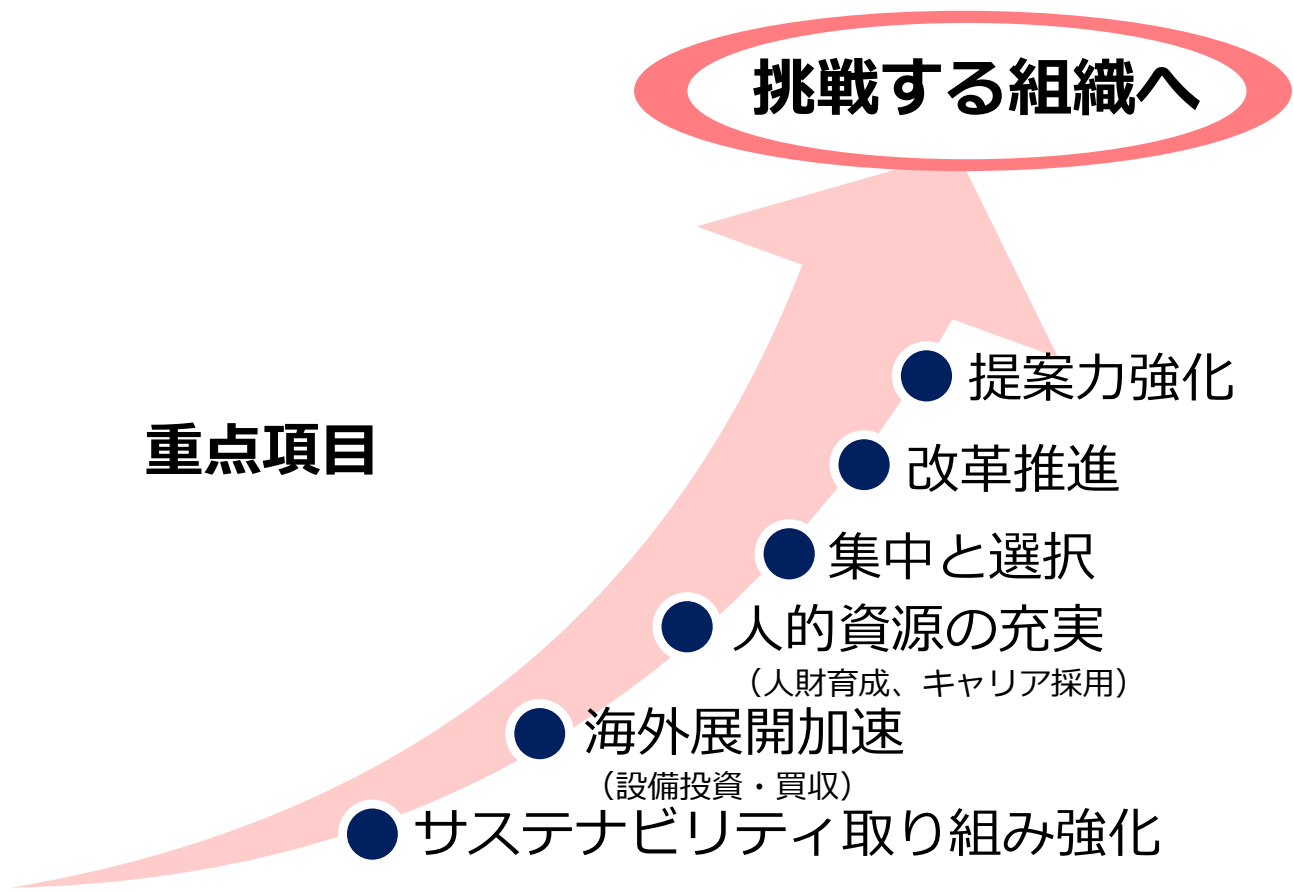 挑戦する組織へ
重点項目
提案力強化
改革推進
集中と選択
人的資源の充実
（人財育成、キャリア採用）
海外展開加速
（設備投資・買収）
サステナビリティ取り組み強化